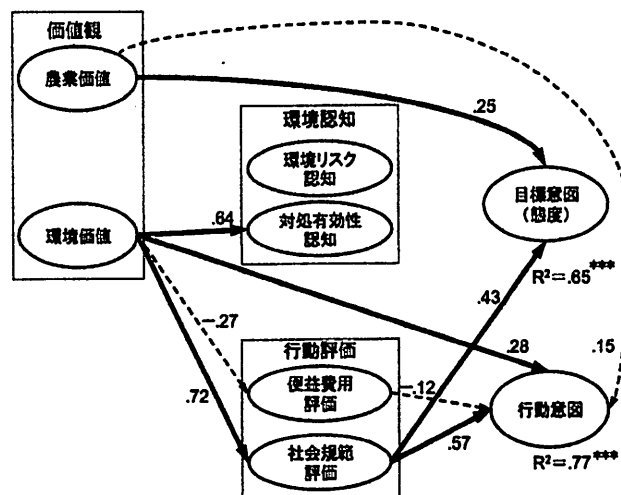 価値観
農業価値
環境価値
環境認知
環境リスク
認知
対処有効性
認知
行動評価
便益費用
評価
社会規範
評価
目標意図
(態度)
R²=.65***
行動意図
R²=.77***
.25
.64
-.27
.72
.43
.28
.15
-.12
.57